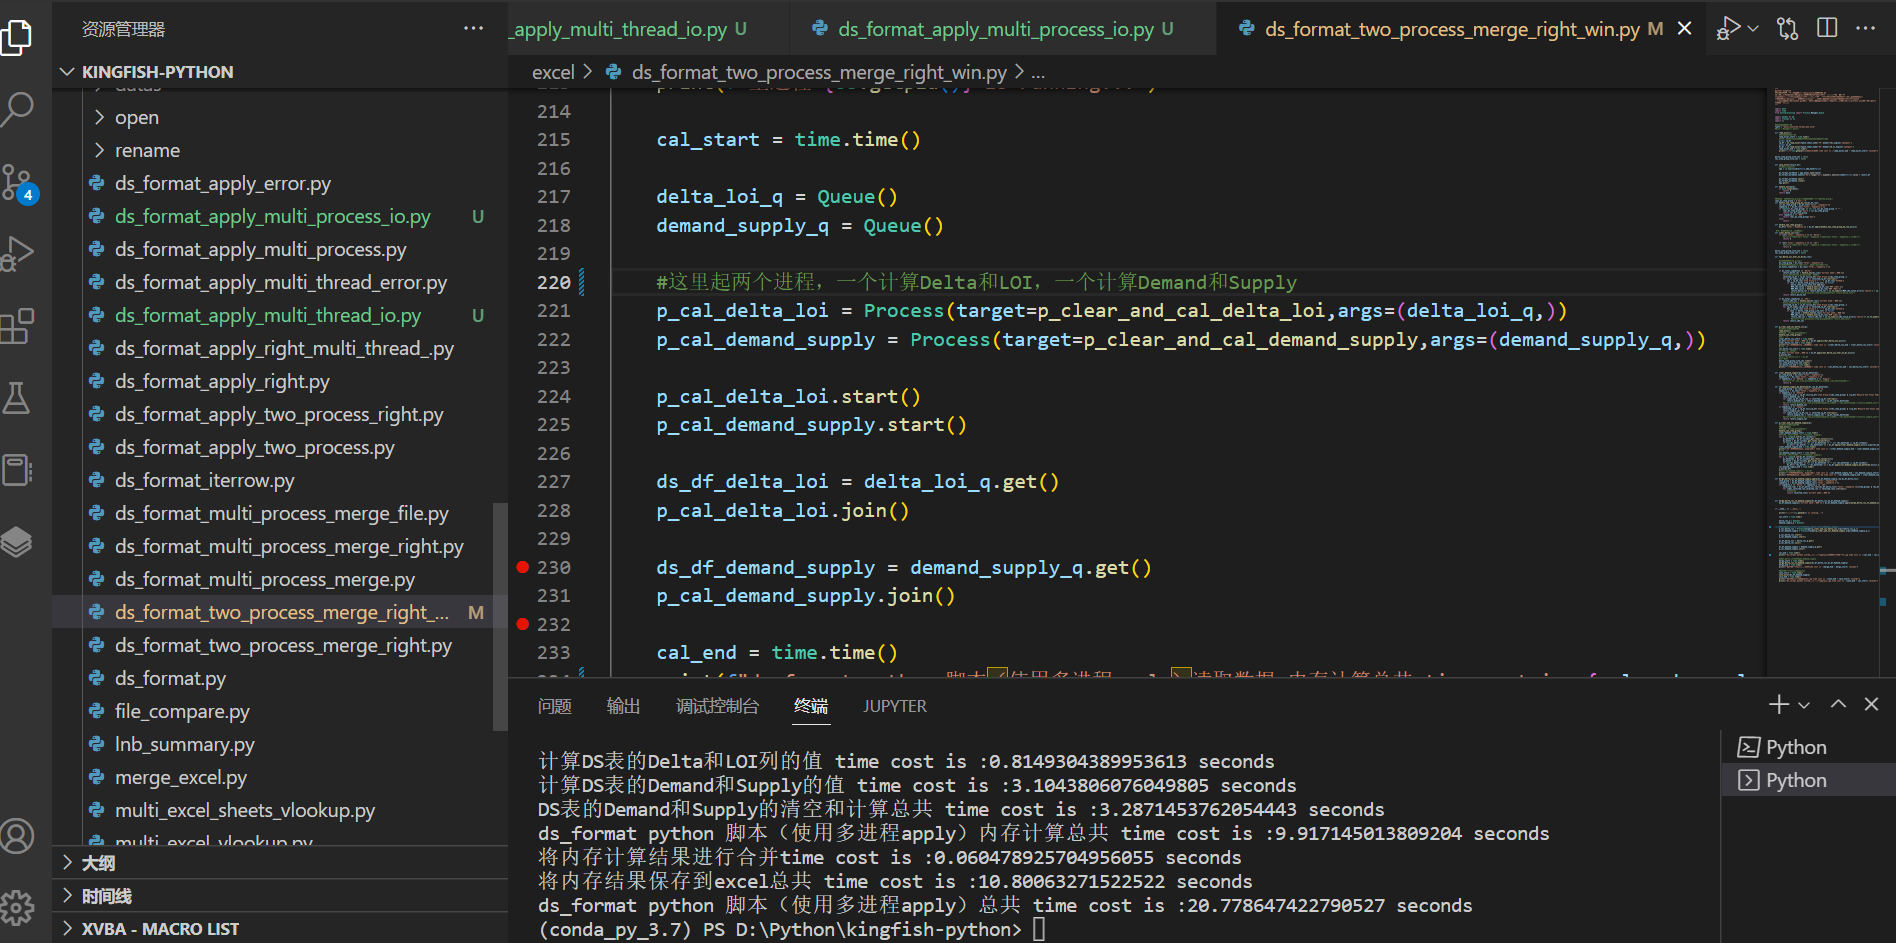 资源管理器
KINGFISH-PYTHON
datas
open
rename
ds_format_apply_error.py
ds_format_apply_multi_process_io.py U
ds_format_apply_multi_process.py
ds_format_apply_multi_thread_error.py
ds_format_apply_multi_thread_io.py U
ds_format_apply_right_multi_thread_.py
ds_format_apply_right.py
ds_format_apply_two_process_right.py
ds_format_apply_two_process.py
ds_format_iterrow.py
ds_format_multi_process_merge_file.py
ds_format_multi_process_merge_right.py
ds_format_multi_process_merge.py
ds_format_two_process_merge_right_... M
ds_format_two_process_merge_right.py
ds_format.py
file_compare.py
lnb_summary.py
merge_excel.py
multi_excel_sheets_vlookup.py
multi_excel_vlookup.py
大纲
时间线
XVBA - MACRO LIST
4
_apply_multi_thread_io.py U
ds_format_apply_multi_process_io.py U
ds_format_two_process_merge_right_win.py M
excel > ds_format_two_process_merge_right_win.py > ...
214
215 cal_start = time.time()
216
217 delta_loi_q = Queue()
218 demand_supply_q = Queue()
219
220 #这里起两个进程，一个计算Delta和LOI，一个计算Demand和Supply
221 p_cal_delta_loi = Process(target=p_clear_and_cal_delta_loi,args=(delta_loi_q,))
222 p_cal_demand_supply = Process(target=p_clear_and_cal_demand_supply,args=(demand_supply_q,))
223
224 p_cal_delta_loi.start()
225 p_cal_demand_supply.start()
226
227 ds_df_delta_loi = delta_loi_q.get()
228 p_cal_delta_loi.join()
229
230 ds_df_demand_supply = demand_supply_q.get()
231 p_cal_demand_supply.join()
232
233 cal_end = time.time()
问题 输出 调试控制台 终端 JUPYTER
计算DS表的Delta和LOI列的值 time cost is :0.8149304389953613 seconds
计算DS表的Demand和Supply的值 time cost is :3.1043806076049805 seconds
DS表的Demand和Supply的清空和计算总共 time cost is :3.2871453762054443 seconds
ds_format python 脚本（使用多进程apply）内存计算总共 time cost is :9.917145013809204 seconds
将内存计算结果进行合并time cost is :0.060478925704956055 seconds
将内存结果保存到excel总共 time cost is :10.80063271522522 seconds
ds_format python 脚本（使用多进程apply）总共 time cost is :20.778647422790527 seconds
(conda_py_3.7) PS D:\Python\kingfish-python>
Python
Python